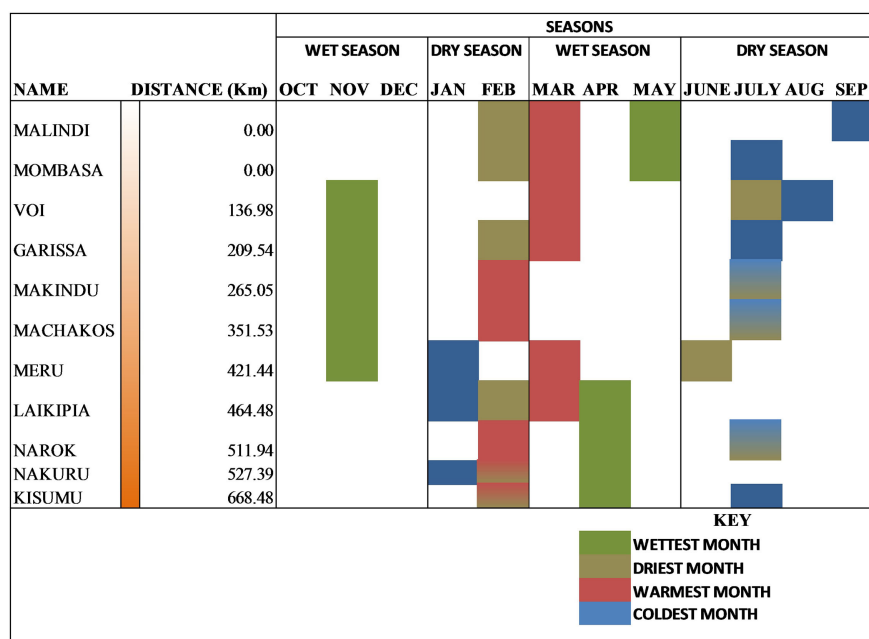 SEASONS
WET SEASON DRY SEASON WET SEASON DRY SEASON
NAME DISTANCE (Km) OCT NOV DEC JAN FEB MAR APR MAY JUNE JULY AUG SEP
MALINDI 0.00
MOMBASA 0.00
VOI 136.98
GARISSA 209.54
MAKINDU 265.05
MACHAKOS 351.53
MERU 421.44
LAIKIPIA 464.48
NAROK 511.94
NAKURU 527.39
KISUMU 668.48
KEY
WETTEST MONTH
DRIEST MONTH
WARMEST MONTH
COLDEST MONTH